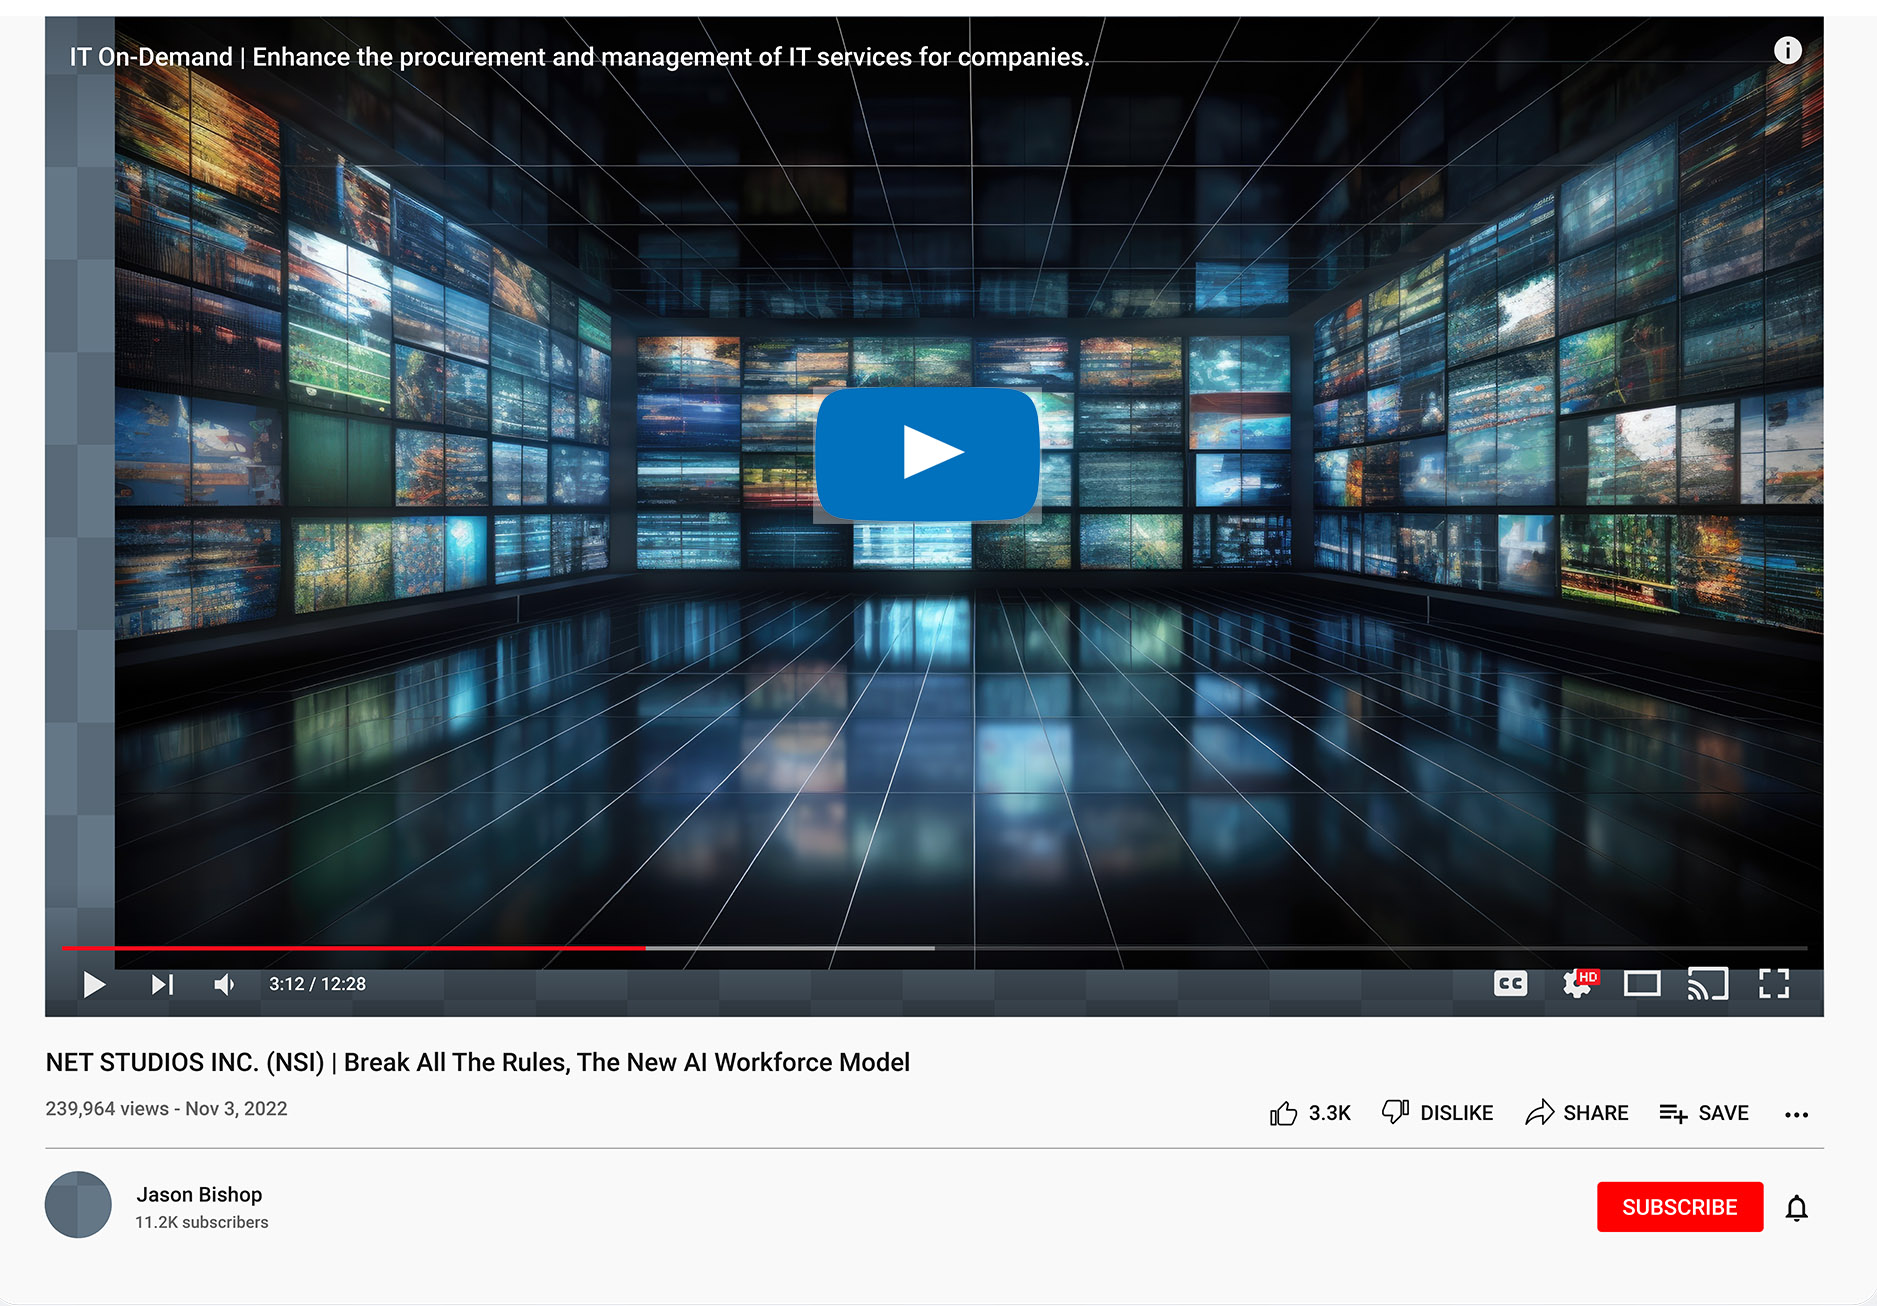 IT On-Demand | Enhance the procurement and management of IT services for companies.
i
3:12 / 12:28
CC
HD
NET STUDIOS INC. (NSI) | Break All The Rules, The New AI Workforce Model
239,964 views - Nov 3, 2022
3.3K
DISLIKE
SHARE
SAVE
Jason Bishop
11.2K subscribers
SUBSCRIBE